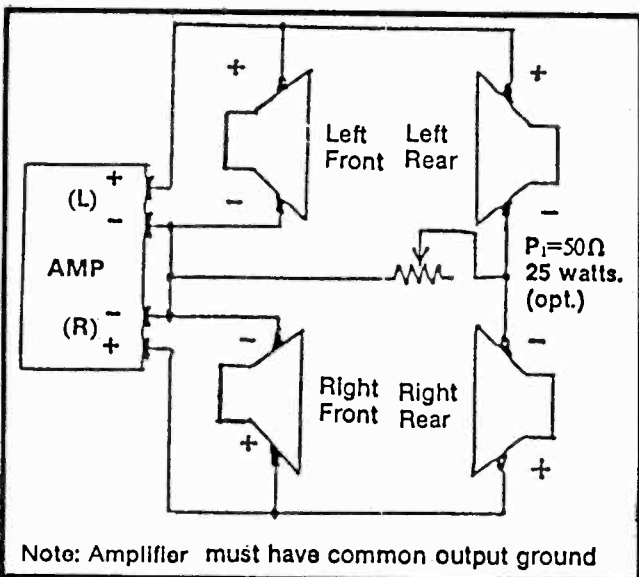 +
+
Left Left
Front Rear
+
(L)
-
-
-
AMP
P₁=50Ω
25 watts.
(opt.)
-
(R)
+
-
-
Right Right
Front Rear
+
+
Note: Amplifier must have common output ground